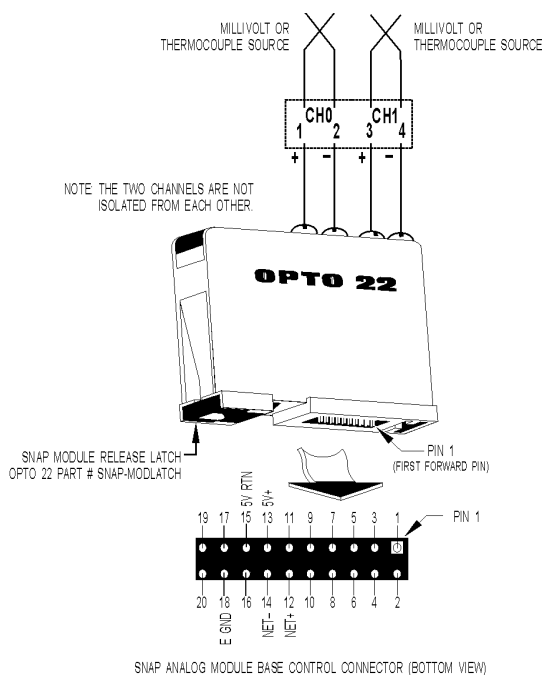 MILLIVOLT OR
THERMOCOUPLE SOURCE
MILLIVOLT OR
THERMOCOUPLE SOURCE
CH0
1 2
CH1
3 4
+ − + −
NOTE: THE TWO CHANNELS ARE NOT
ISOLATED FROM EACH OTHER.
OPTO 22
SNAP MODULE RELEASE LATCH
OPTO 22 PART # SNAP-MODLATCH
PIN 1
(FIRST FORWARD PIN)
5V RTN
5V+
19 17 15 13 11 9 7 5 3 1
PIN 1
20 18 16 14 12 10 8 6 4 2
E GND
NET−
NET+
SNAP ANALOG MODULE BASE CONTROL CONNECTOR (BOTTOM VIEW)